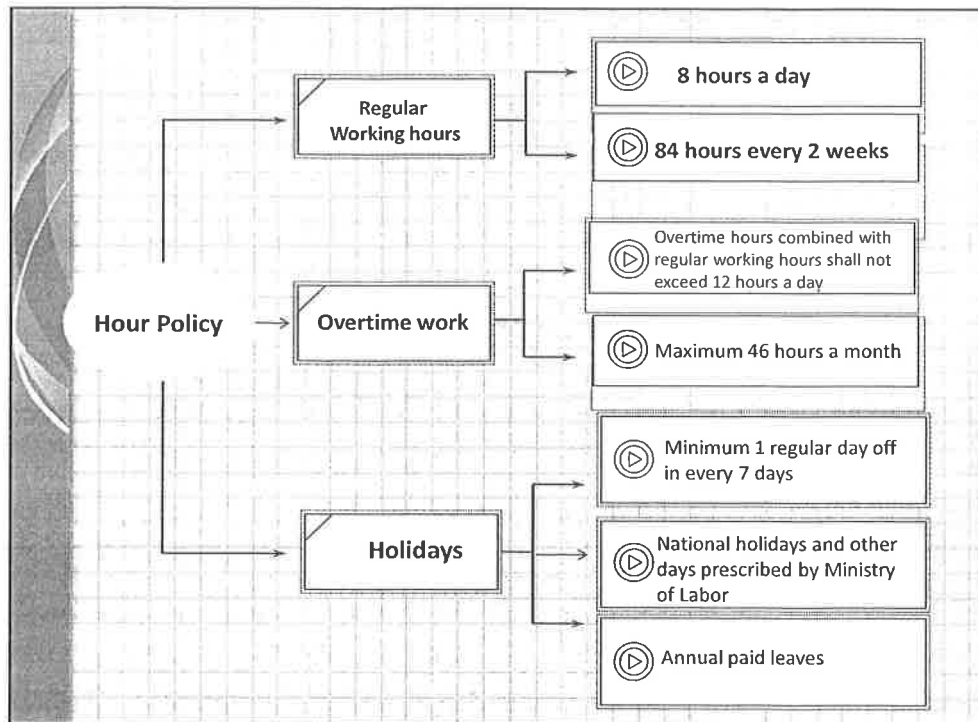 Hour Policy
Regular
Working hours
8 hours a day
84 hours every 2 weeks
Overtime work
Overtime hours combined with
regular working hours shall not
exceed 12 hours a day
Maximum 46 hours a month
Holidays
Minimum 1 regular day off
in every 7 days
National holidays and other
days prescribed by Ministry
of Labor
Annual paid leaves